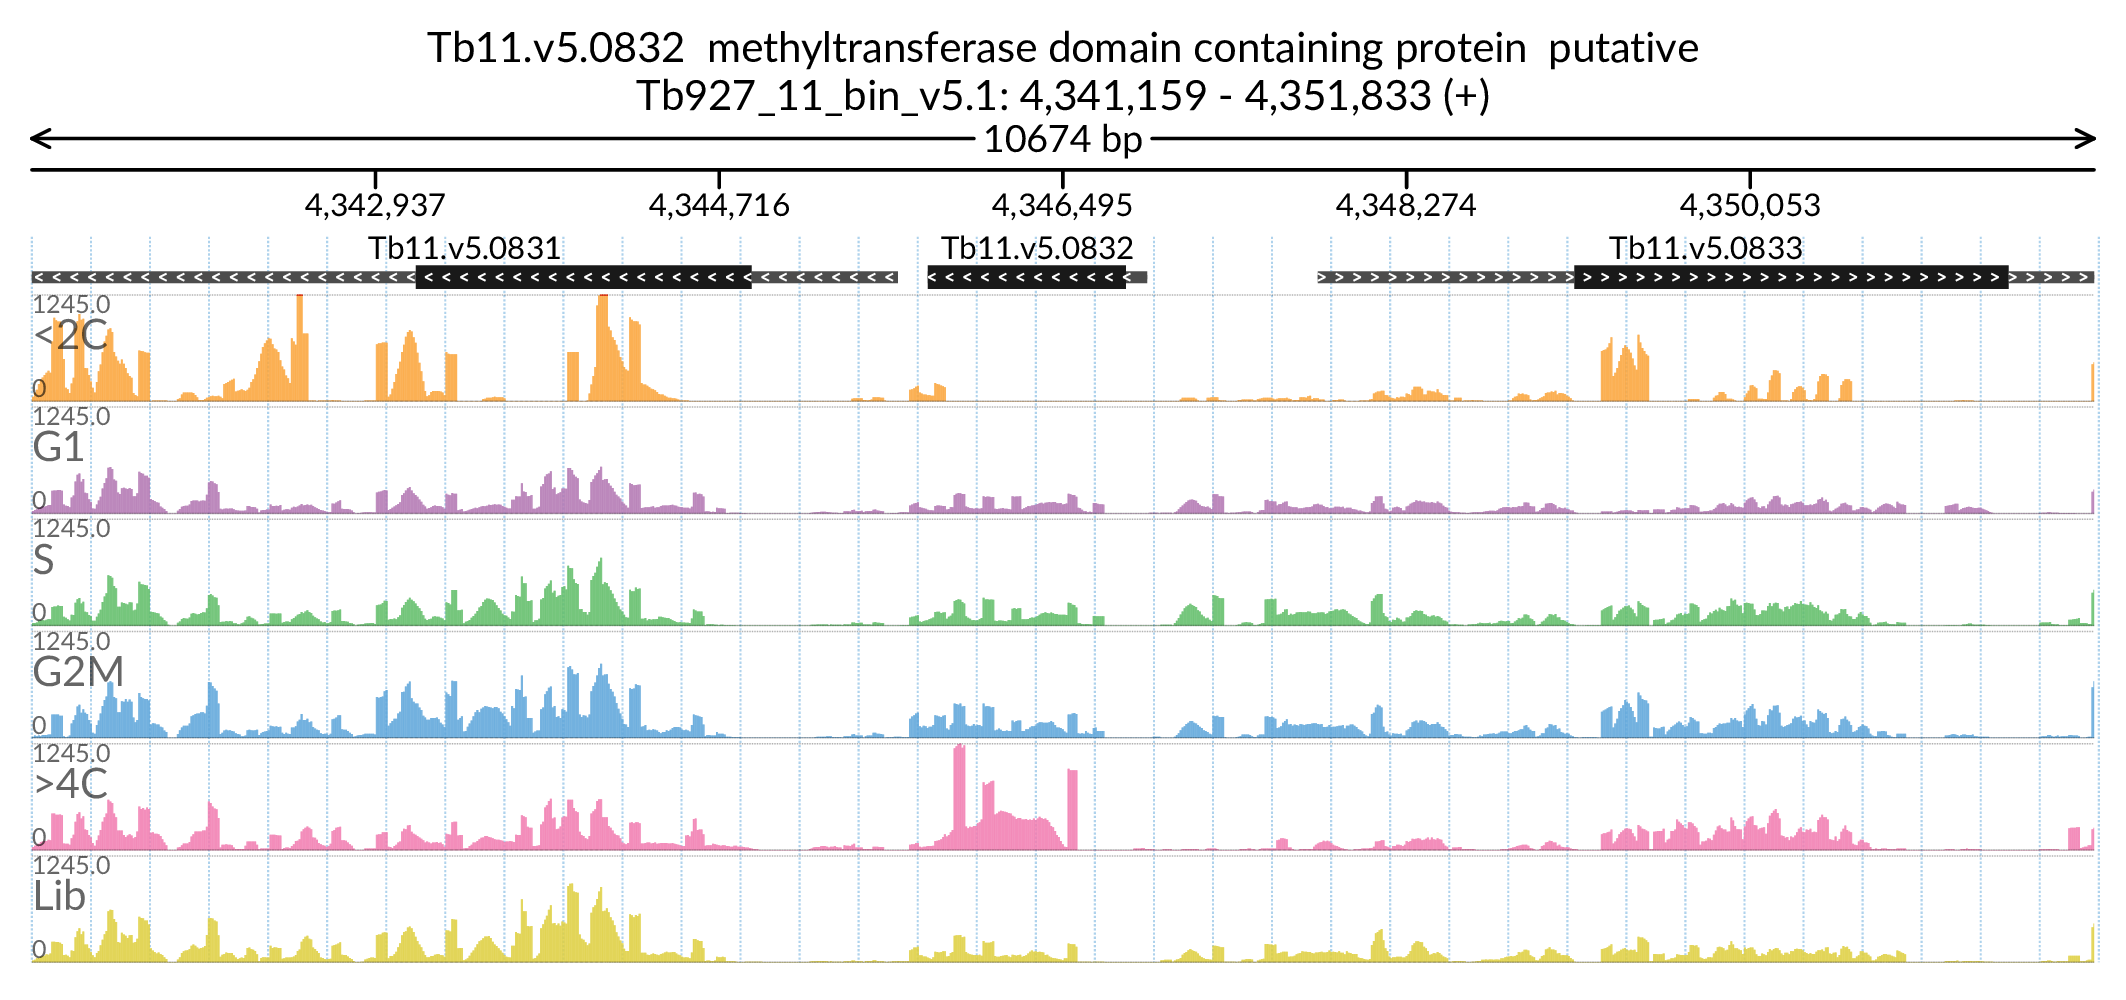 Tb11.v5.0832 methyltransferase domain containing protein putative
Tb927_11_bin_v5.1: 4,341,159 - 4,351,833 (+)
10674 bp
4,342,937 4,344,716 4,346,495 4,348,274 4,350,053
Tb11.v5.0831 Tb11.v5.0832 Tb11.v5.0833
1245.0
<2C
0
1245.0
G1
0
1245.0
S
0
1245.0
G2M
0
1245.0
>4C
0
1245.0
Lib
0